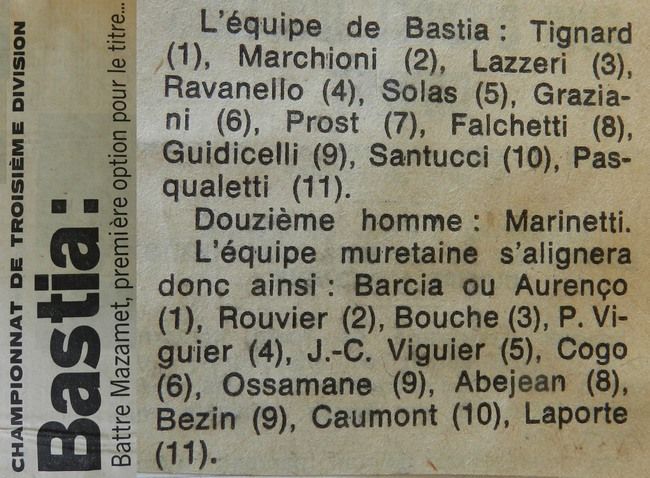 CHAMPIONNAT DE TROISIÈME DIVISION
Bastia :
Battre Mazamet, première option pour le titre...
L'équipe de Bastia : Tignard
(1), Marchioni (2), Lazzeri (3),
Ravanello (4), Solas (5), Grazia-
ni (6), Prost (7), Falchetti (8),
Guidicelli (9), Santucci (10), Pas-
qualetti (11).
Douzième homme : Marinetti.
L'équipe muretaine s'alignera
donc ainsi : Barcia ou Aurenço
(1), Rouvier (2), Bouche (3), P. Vi-
guier (4), J.-C. Viguier (5), Cogo
(6), Ossamane (9), Abejean (8),
Bezin (9), Caumont (10), Laporte
(11).